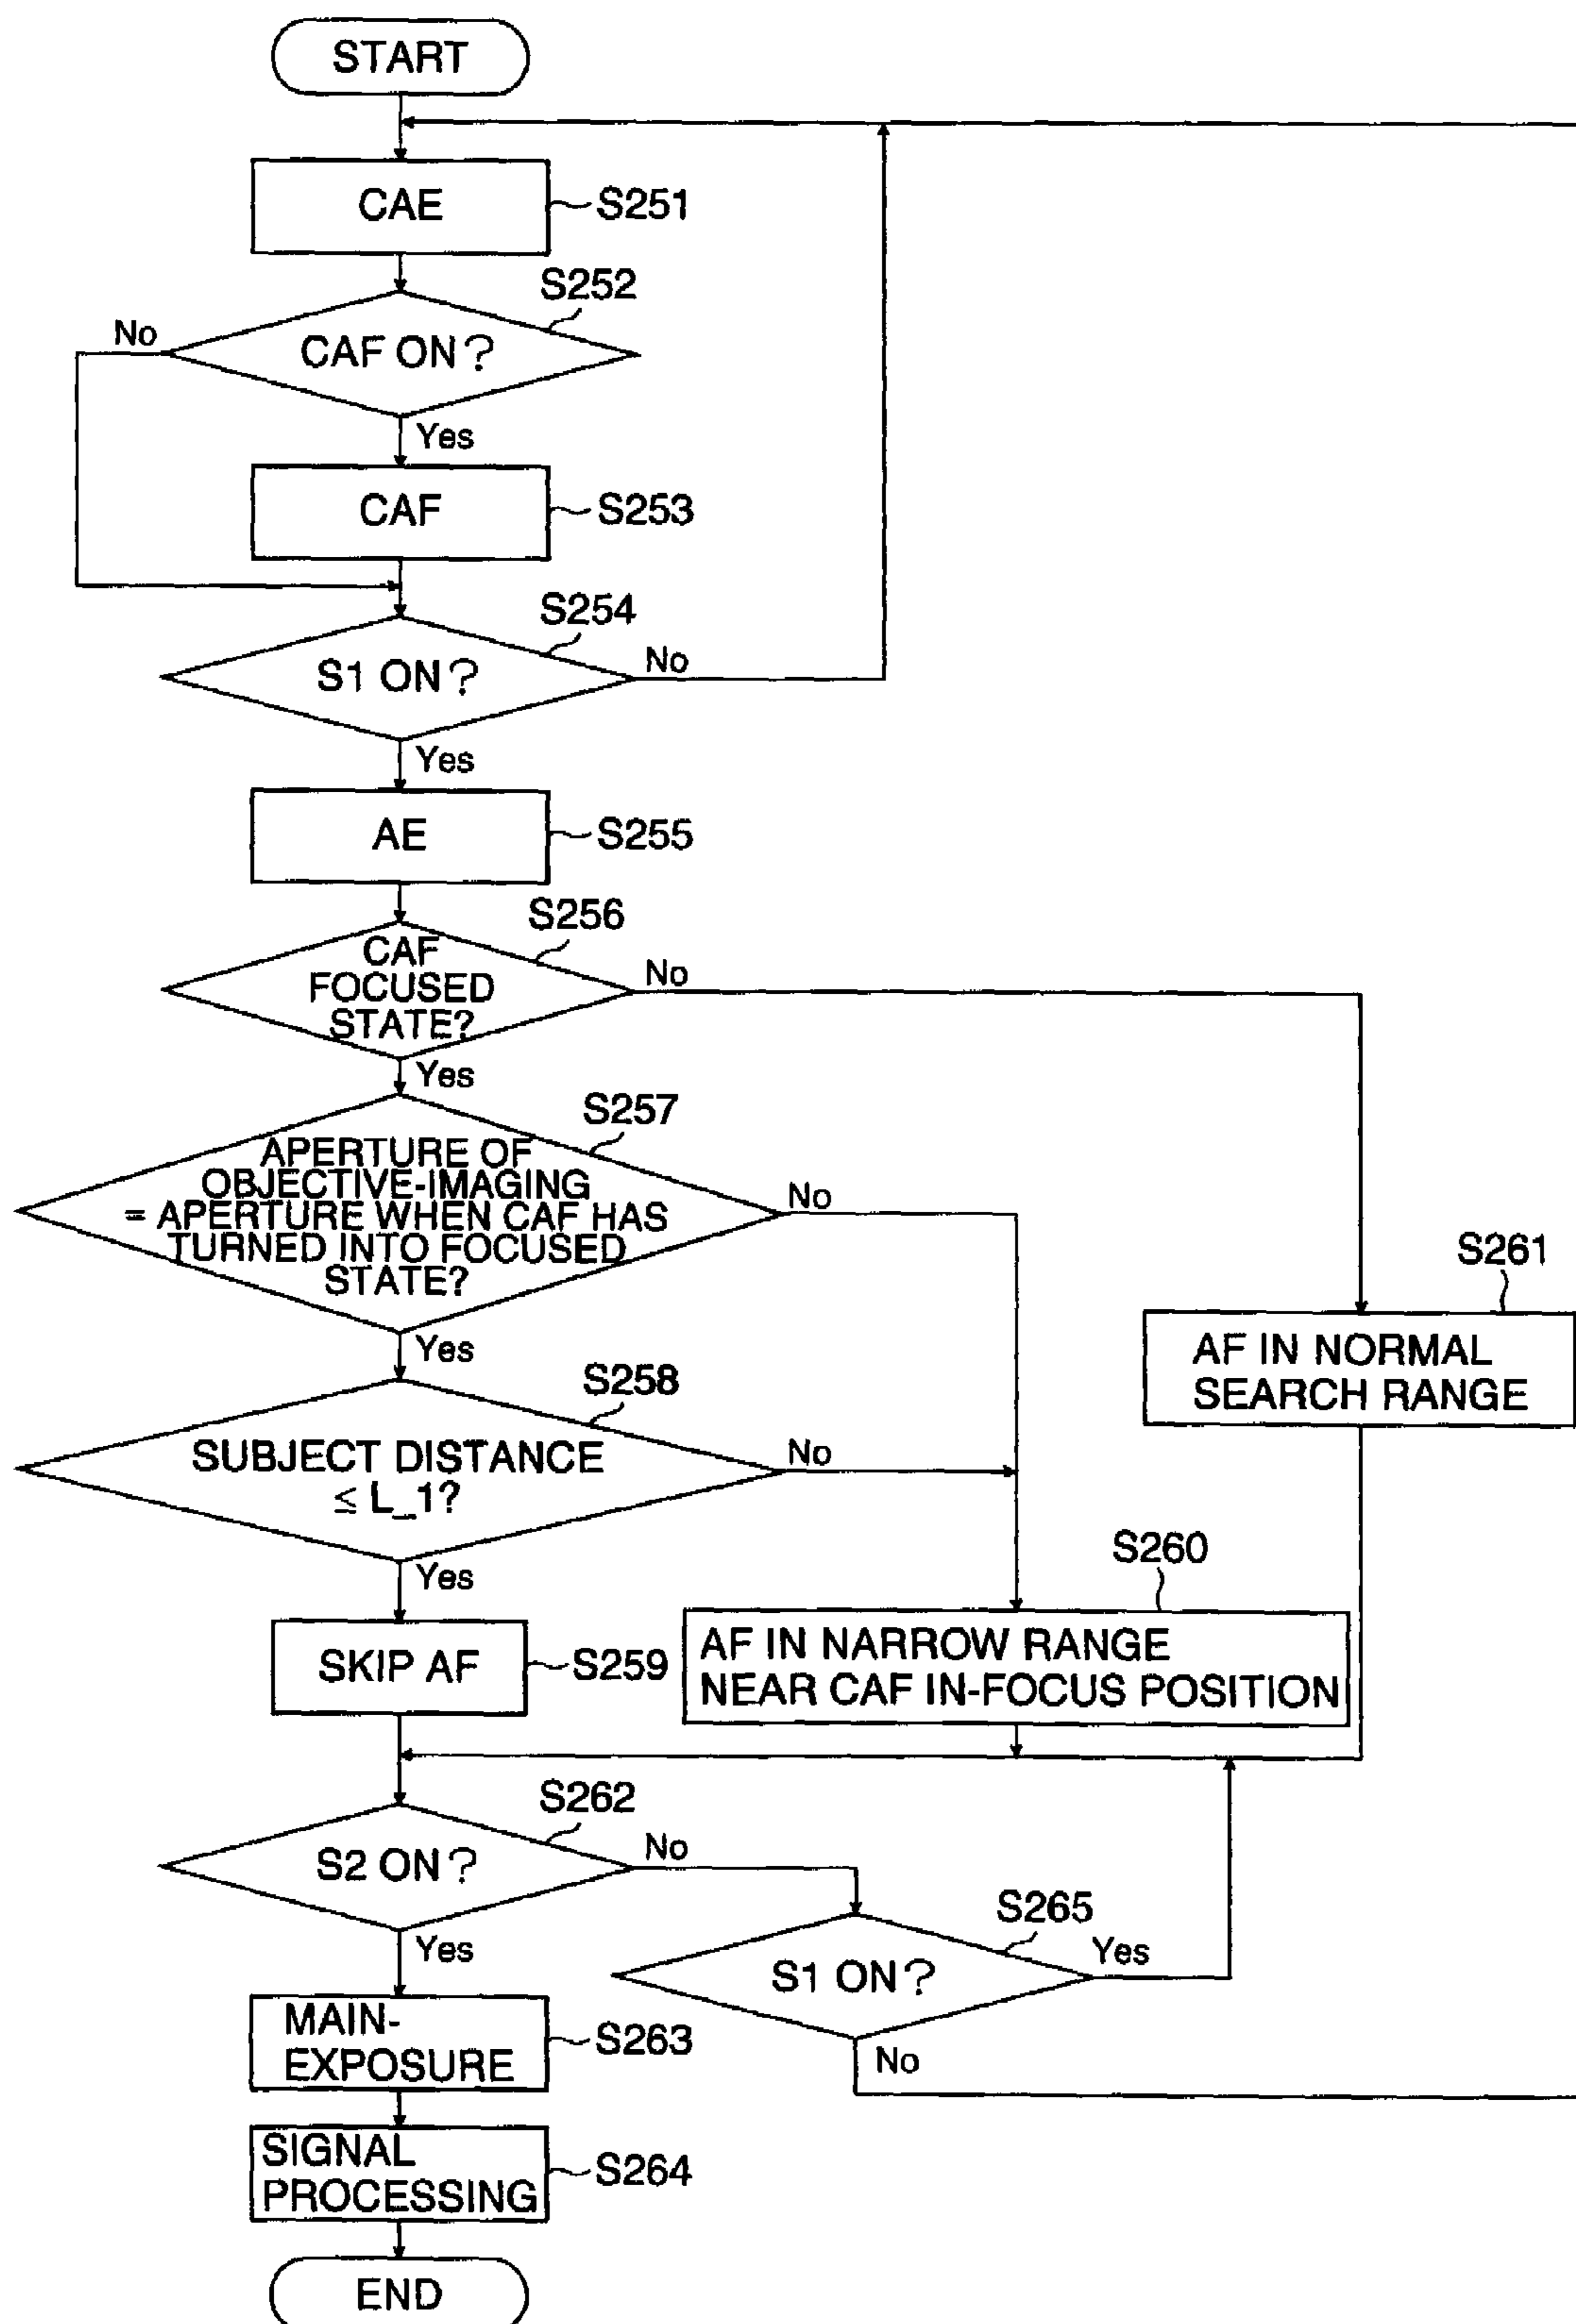 START
CAE
S251
S252
No
CAF ON?
Yes
CAF
S253
S254
S1 ON?
No
Yes
AE
S255
S256
CAF
FOCUSED
STATE?
No
Yes
S257
APERTURE OF
OBJECTIVE-IMAGING
= APERTURE WHEN CAF HAS
TURNED INTO FOCUSED
STATE?
No
Yes
S261
AF IN NORMAL
SEARCH RANGE
S258
SUBJECT DISTANCE
≤ L_1?
No
Yes
S260
AF IN NARROW RANGE
NEAR CAF IN-FOCUS POSITION
SKIP AF
S259
S262
S2 ON?
No
Yes
S265
S1 ON?
Yes
No
MAIN-
EXPOSURE
S263
SIGNAL
PROCESSING
S264
END